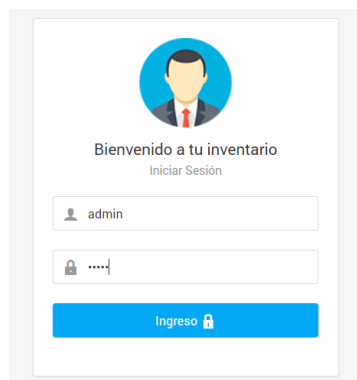 Bienvenido a tu inventario
Iniciar Sesión
admin
•••••
Ingreso